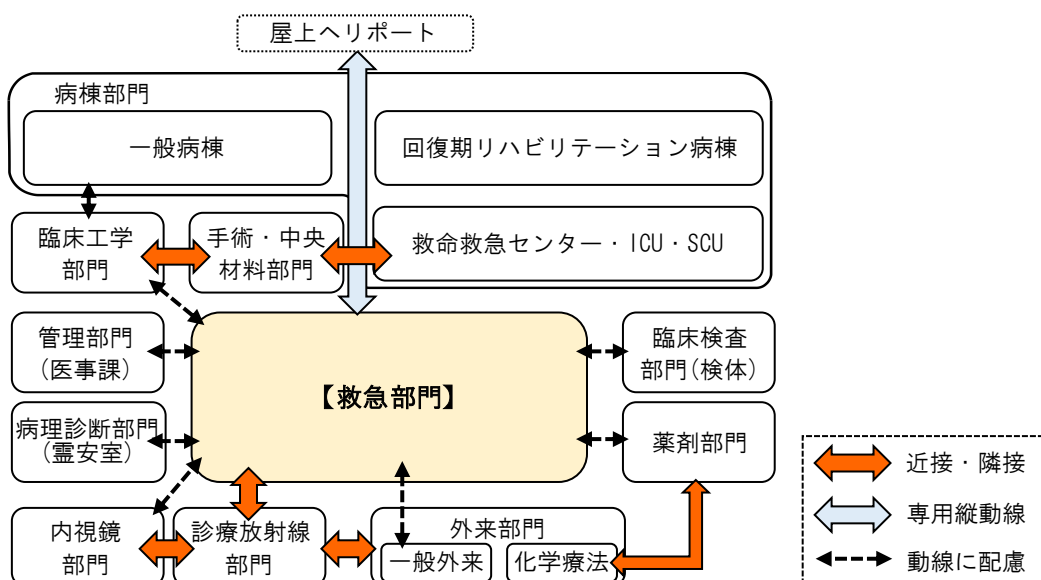 屋上ヘリポート
病棟部門
一般病棟
回復期リハビリテーション病棟
臨床工学
部門
手術・中央
材料部門
救命救急センター・ICU・SCU
管理部門
(医事課)
【救急部門】
臨床検査
部門(検体)
病理診断部門
(霊安室)
薬剤部門
内視鏡
部門
診療放射線
部門
外来部門
一般外来
化学療法
近接・隣接
専用縦動線
動線に配慮